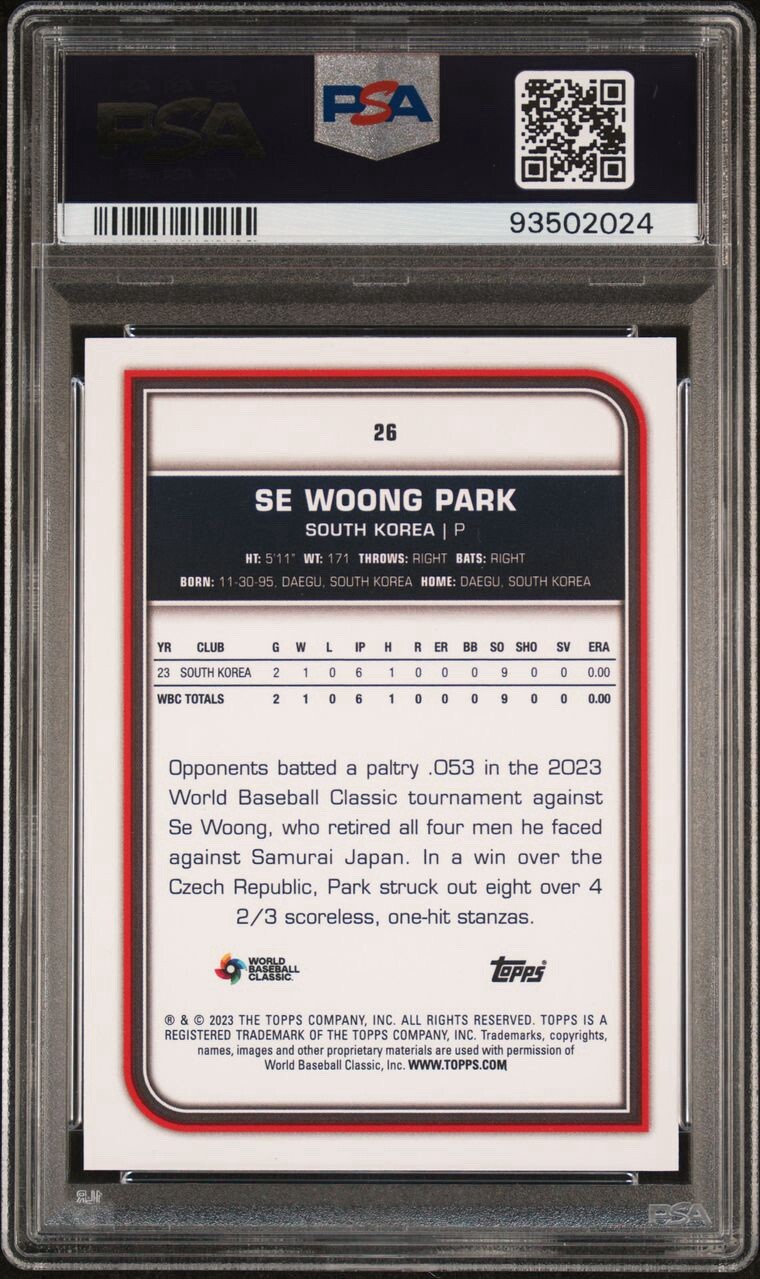 PSA
PSA
93502024
26
SE WOONG PARK
SOUTH KOREA | P
HT: 5'11" WT: 171 THROWS: RIGHT BATS: RIGHT
BORN: 11-30-95, DAEGU, SOUTH KOREA HOME: DAEGU, SOUTH KOREA
YR CLUB G W L IP H R ER BB SO SHO SV ERA
23 SOUTH KOREA 2 1 0 6 1 0 0 0 9 0 0 0.00
WBC TOTALS 2 1 0 6 1 0 0 0 9 0 0 0.00
Opponents batted a paltry .053 in the 2023
World Baseball Classic tournament against
Se Woong, who retired all four men he faced
against Samurai Japan. In a win over the
Czech Republic, Park struck out eight over 4
2/3 scoreless, one-hit stanzas.
WORLD
BASEBALL
CLASSIC.
topps®
® & © 2023 THE TOPPS COMPANY, INC. ALL RIGHTS RESERVED. TOPPS IS A
REGISTERED TRADEMARK OF THE TOPPS COMPANY, INC. Trademarks, copyrights,
names, images and other proprietary materials are used with permission of
World Baseball Classic, Inc. WWW.TOPPS.COM
PSA